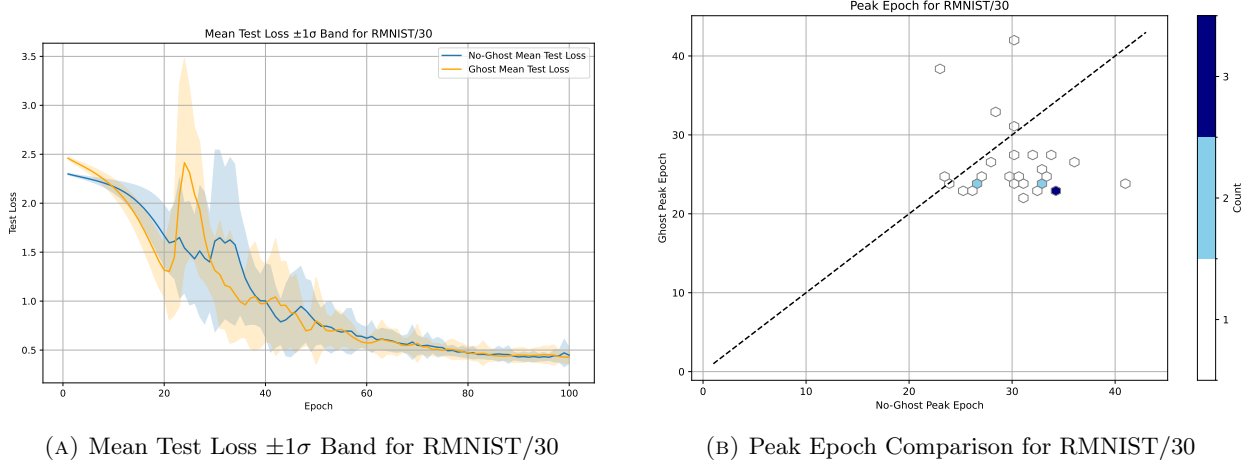 Mean Test Loss ±1σ Band for RMNIST/30
No-Ghost Mean Test Loss
Ghost Mean Test Loss
3.5
3.0
2.5
2.0
1.5
1.0
0.5
Test Loss
0 20 40 60 80 100
Epoch
(A) Mean Test Loss ±1σ Band for RMNIST/30
Peak Epoch for RMNIST/30
40
30
20
10
0
Ghost Peak Epoch
0 10 20 30 40
No-Ghost Peak Epoch
3
2
1
Count
(B) Peak Epoch Comparison for RMNIST/30